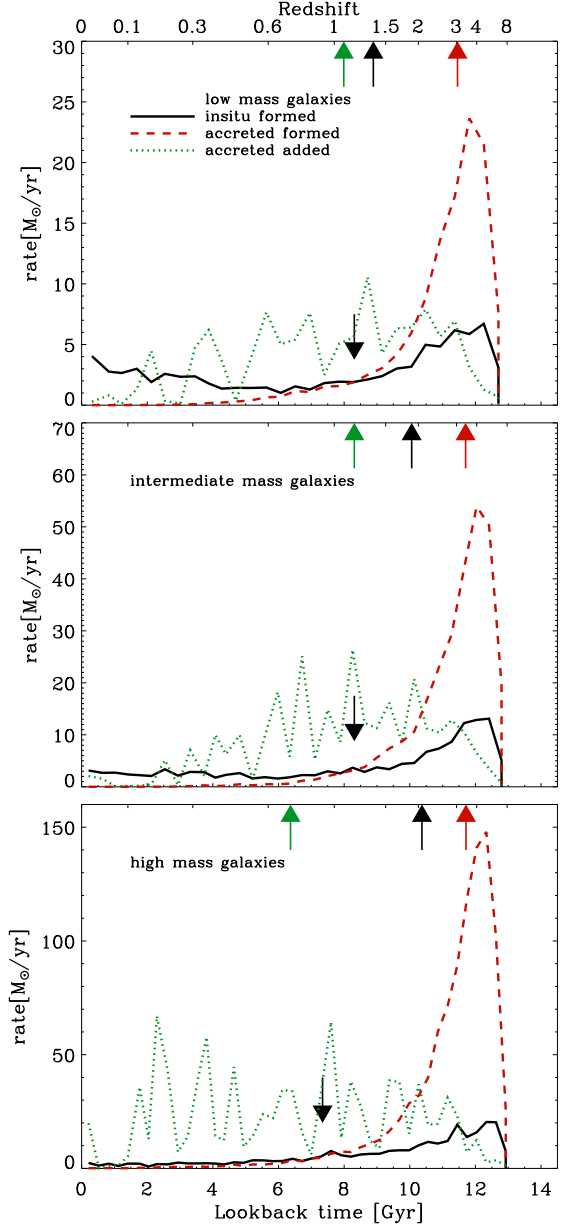 Redshift
0 0.1 0.3 0.6 1 1.5 2 3 4 8
30
25
20
15
10
5
0
rate[M⊙/yr]
low mass galaxies
insitu formed
accreted formed
accreted added
70
60
50
40
30
20
10
0
rate[M⊙/yr]
intermediate mass galaxies
150
100
50
0
rate[M⊙/yr]
high mass galaxies
0 2 4 6 8 10 12 14
Lookback time [Gyr]